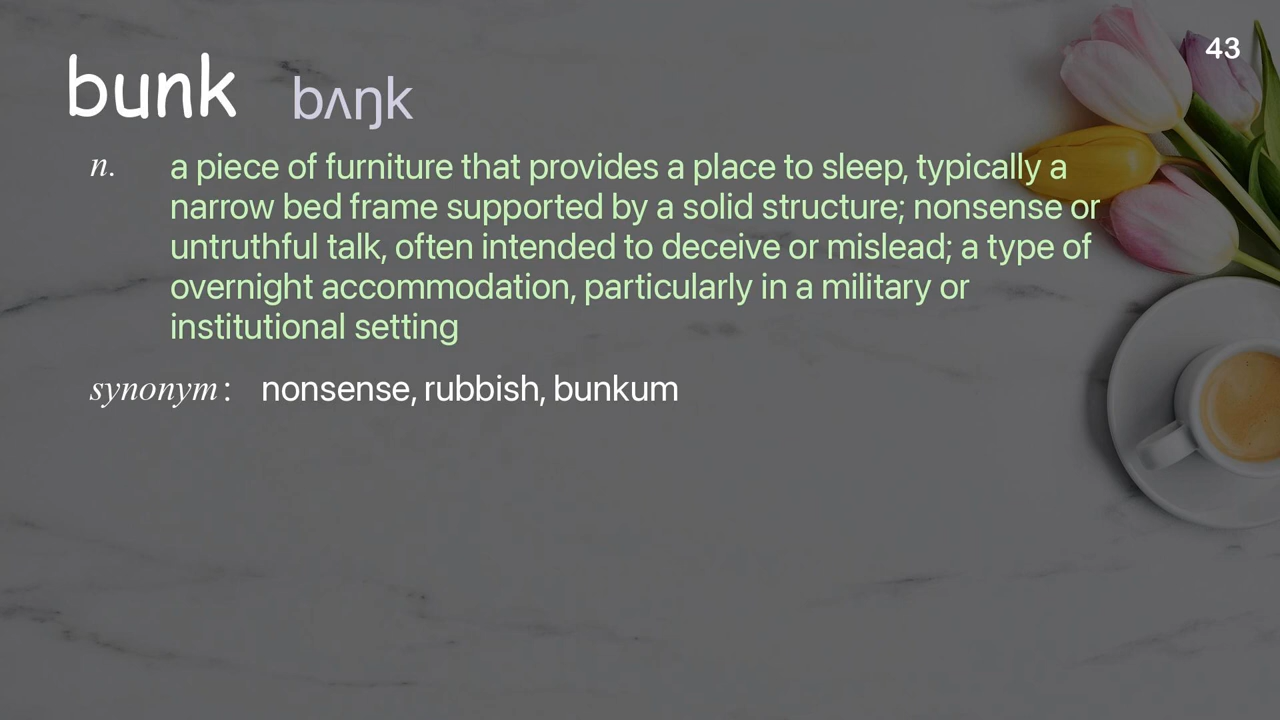 43
bunk bʌŋk
n. a piece of furniture that provides a place to sleep, typically a
narrow bed frame supported by a solid structure; nonsense or
untruthful talk, often intended to deceive or mislead; a type of
overnight accommodation, particularly in a military or
institutional setting
synonym: nonsense, rubbish, bunkum